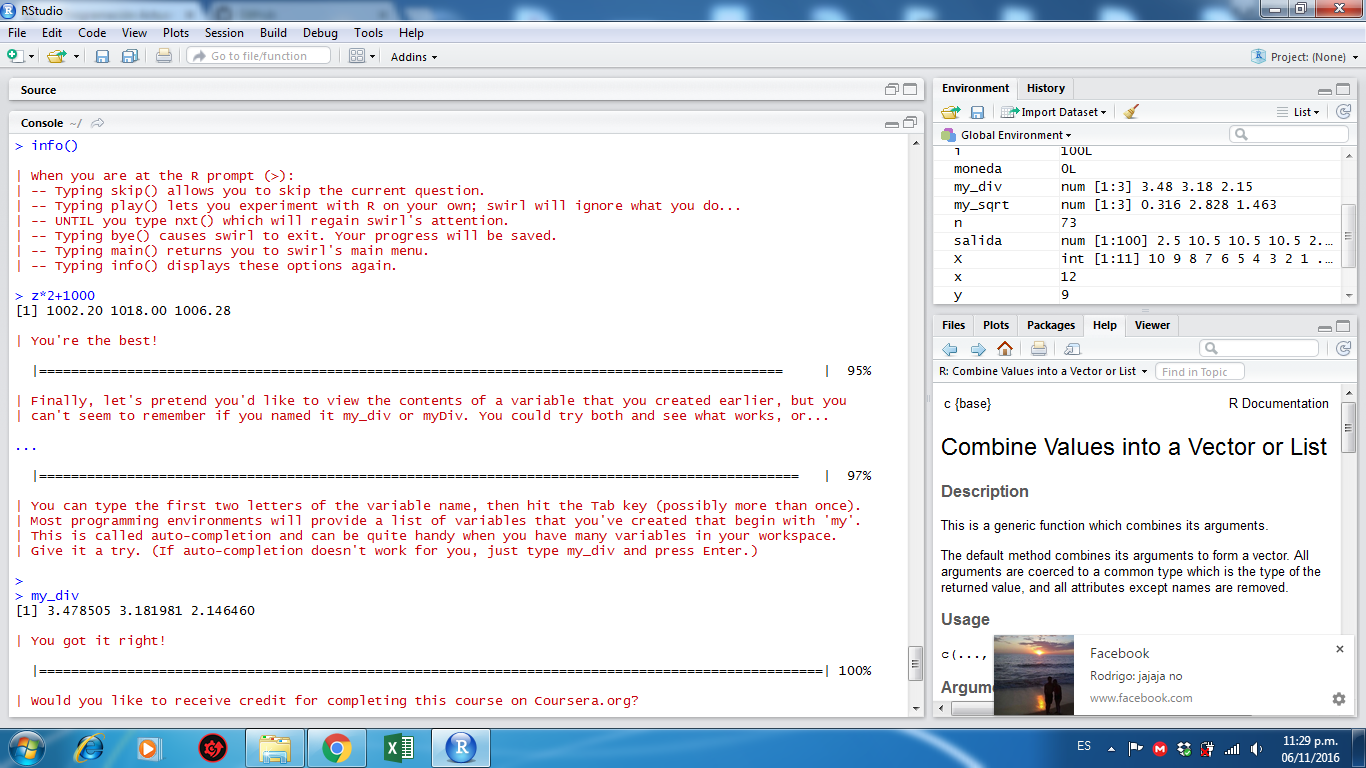 RStudio
File Edit Code View Plots Session Build Debug Tools Help
Go to file/function Addins Project: (None)
Source
Console ~/
> info()
| When you are at the R prompt (>):
| -- Typing skip() allows you to skip the current question.
| -- Typing play() lets you experiment with R on your own; swirl will ignore what you do...
| -- UNTIL you type nxt() which will regain swirl's attention.
| -- Typing bye() causes swirl to exit. Your progress will be saved.
| -- Typing main() returns you to swirl's main menu.
| -- Typing info() displays these options again.
> z*2+1000
[1] 1002.20 1018.00 1006.28
| You're the best!
|============================================================================================= | 95%
| Finally, let's pretend you'd like to view the contents of a variable that you created earlier, but you
| can't seem to remember if you named it my_div or myDiv. You could try both and see what works, or...
...
|=============================================================================================== | 97%
| You can type the first two letters of the variable name, then hit the Tab key (possibly more than once).
| Most programming environments will provide a list of variables that you've created that begin with 'my'.
| This is called auto-completion and can be quite handy when you have many variables in your workspace.
| Give it a try. (If auto-completion doesn't work for you, just type my_div and press Enter.)
>
> my_div
[1] 3.478505 3.181981 2.146460
| You got it right!
|==================================================================================================| 100%
| Would you like to receive credit for completing this course on Coursera.org?
Environment History
Import Dataset List
Global Environment
100L
moneda 0L
my_div num [1:3] 3.48 3.18 2.15
my_sqrt num [1:3] 0.316 2.828 1.463
n 73
salida num [1:100] 2.5 10.5 10.5 10.5 2...
X int [1:11] 10 9 8 7 6 5 4 3 2 1 ...
x 12
y 9
Files Plots Packages Help Viewer
R: Combine Values into a Vector or List Find in Topic
c {base} R Documentation
Combine Values into a Vector or List
Description
This is a generic function which combines its arguments.
The default method combines its arguments to form a vector. All
arguments are coerced to a common type which is the type of the
returned value, and all attributes except names are removed.
Usage
c(...,
Argume
Facebook
Rodrigo: jajaja no
www.facebook.com
ES
11:29 p.m.
06/11/2016